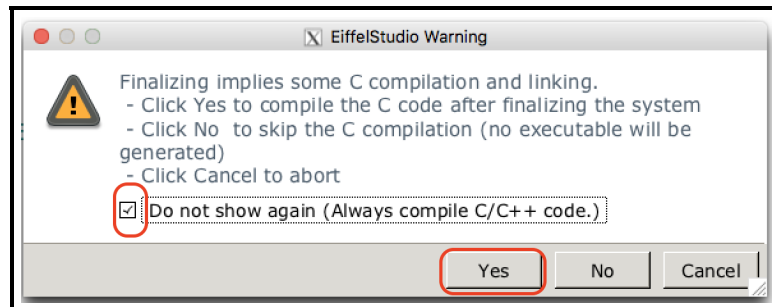 EiffelStudio Warning
Finalizing implies some C compilation and linking.
- Click Yes to compile the C code after finalizing the system
- Click No  to skip the C compilation (no executable will be
generated)
- Click Cancel to abort
Do not show again (Always compile C/C++ code.)
Yes No Cancel